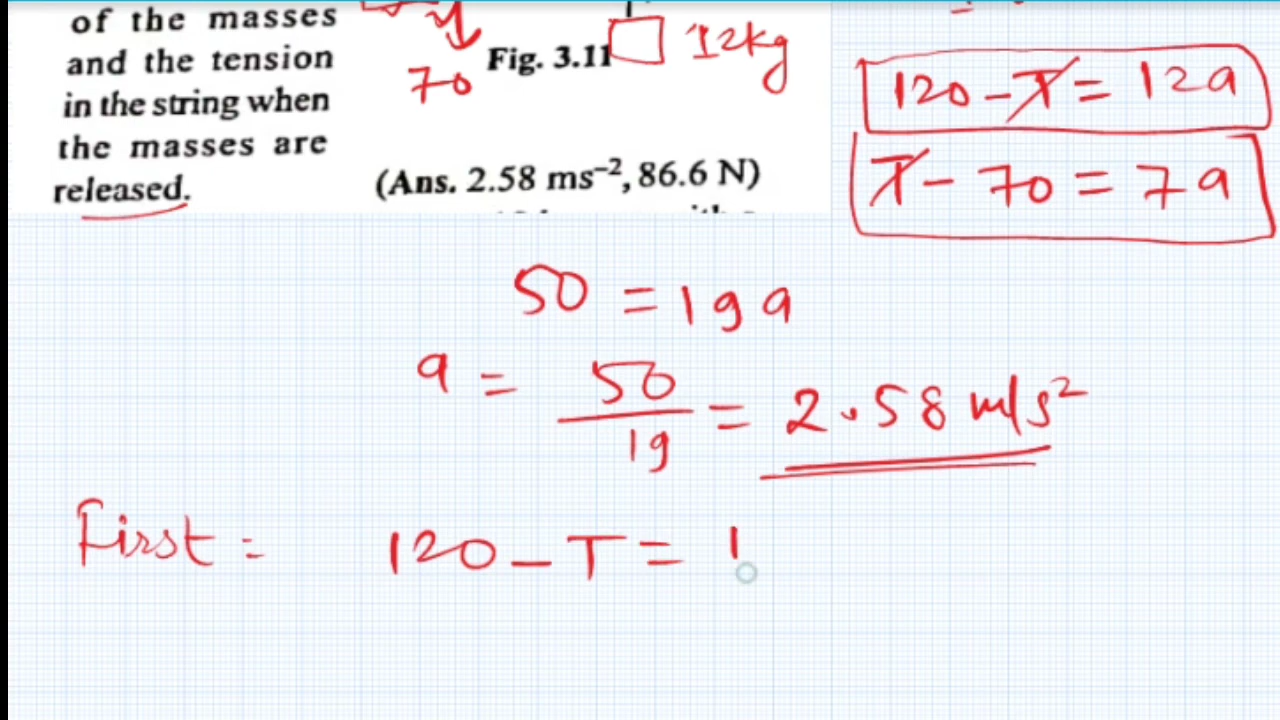 of the masses
and the tension
in the string when
the masses are
released.
70
Fig. 3.11
12kg
(Ans. 2.58 ms⁻², 86.6 N)
120 - T = 12a
T - 70 = 7a
50 = 19a
a = 50/19 = 2.58 m/s²
First = 120 - T = 1